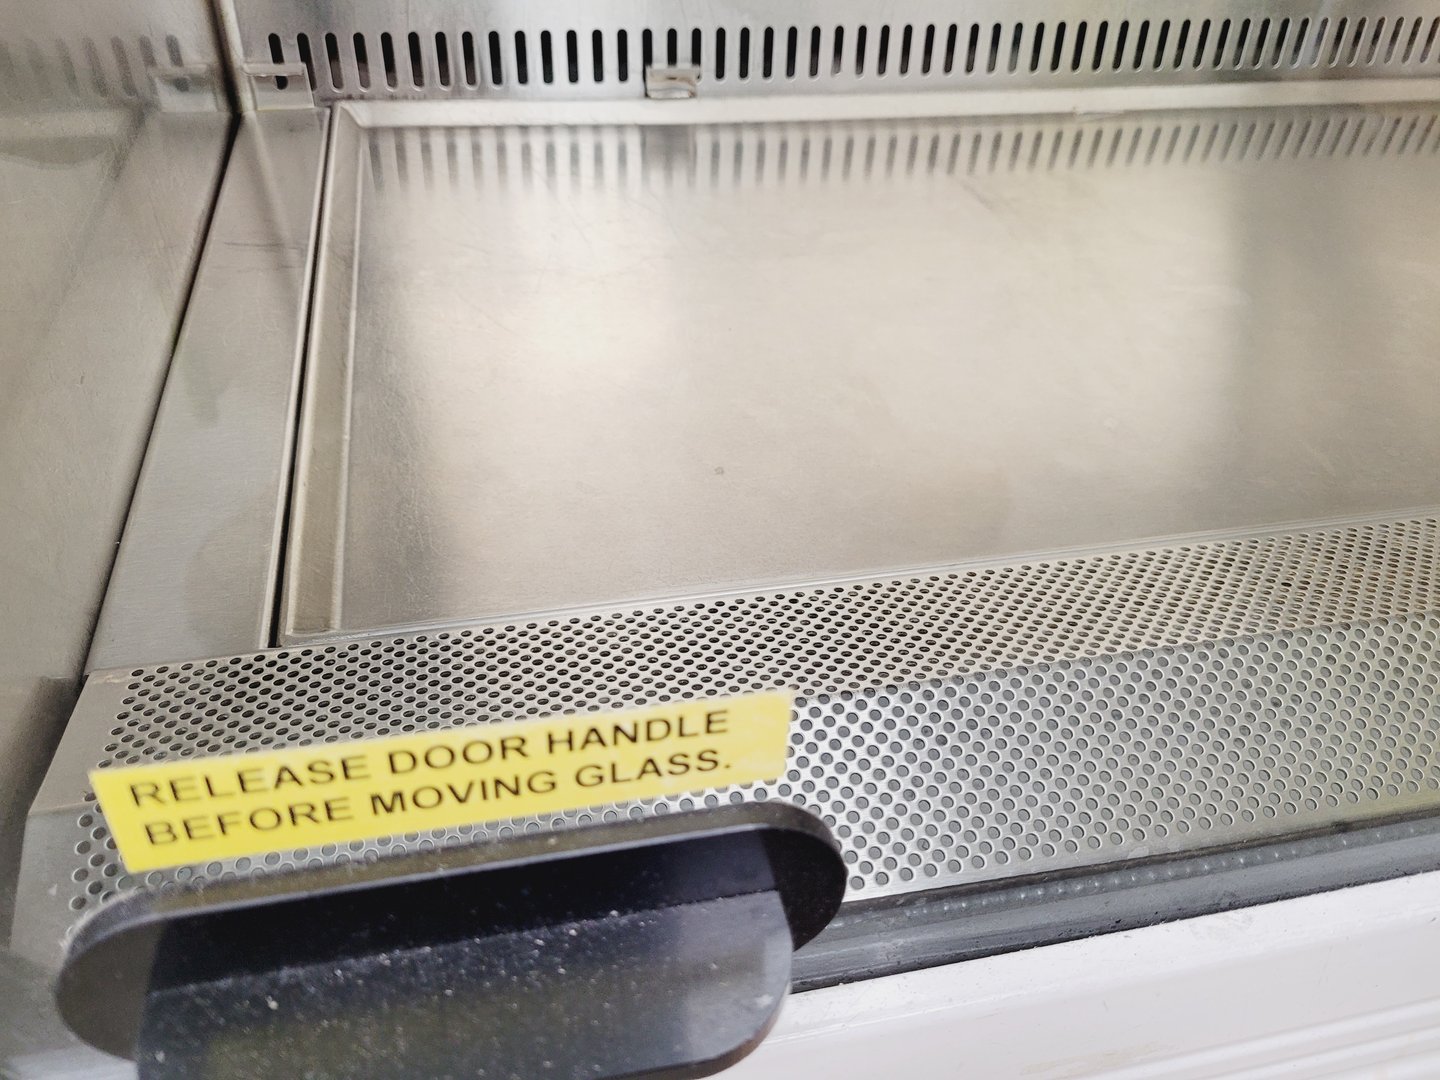 RELEASE DOOR HANDLE
BEFORE MOVING GLASS.